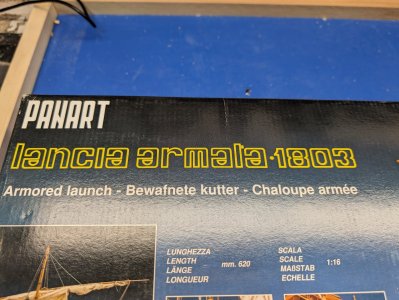 PANART
lancia armata·1803
Armored launch - Bewafnete kutter - Chaloupe armée
LUNGHEZZA
LENGTH
LÄNGE
LONGUEUR
mm. 620
SCALA
SCALE
MAßSTAB
ECHELLE
1:16